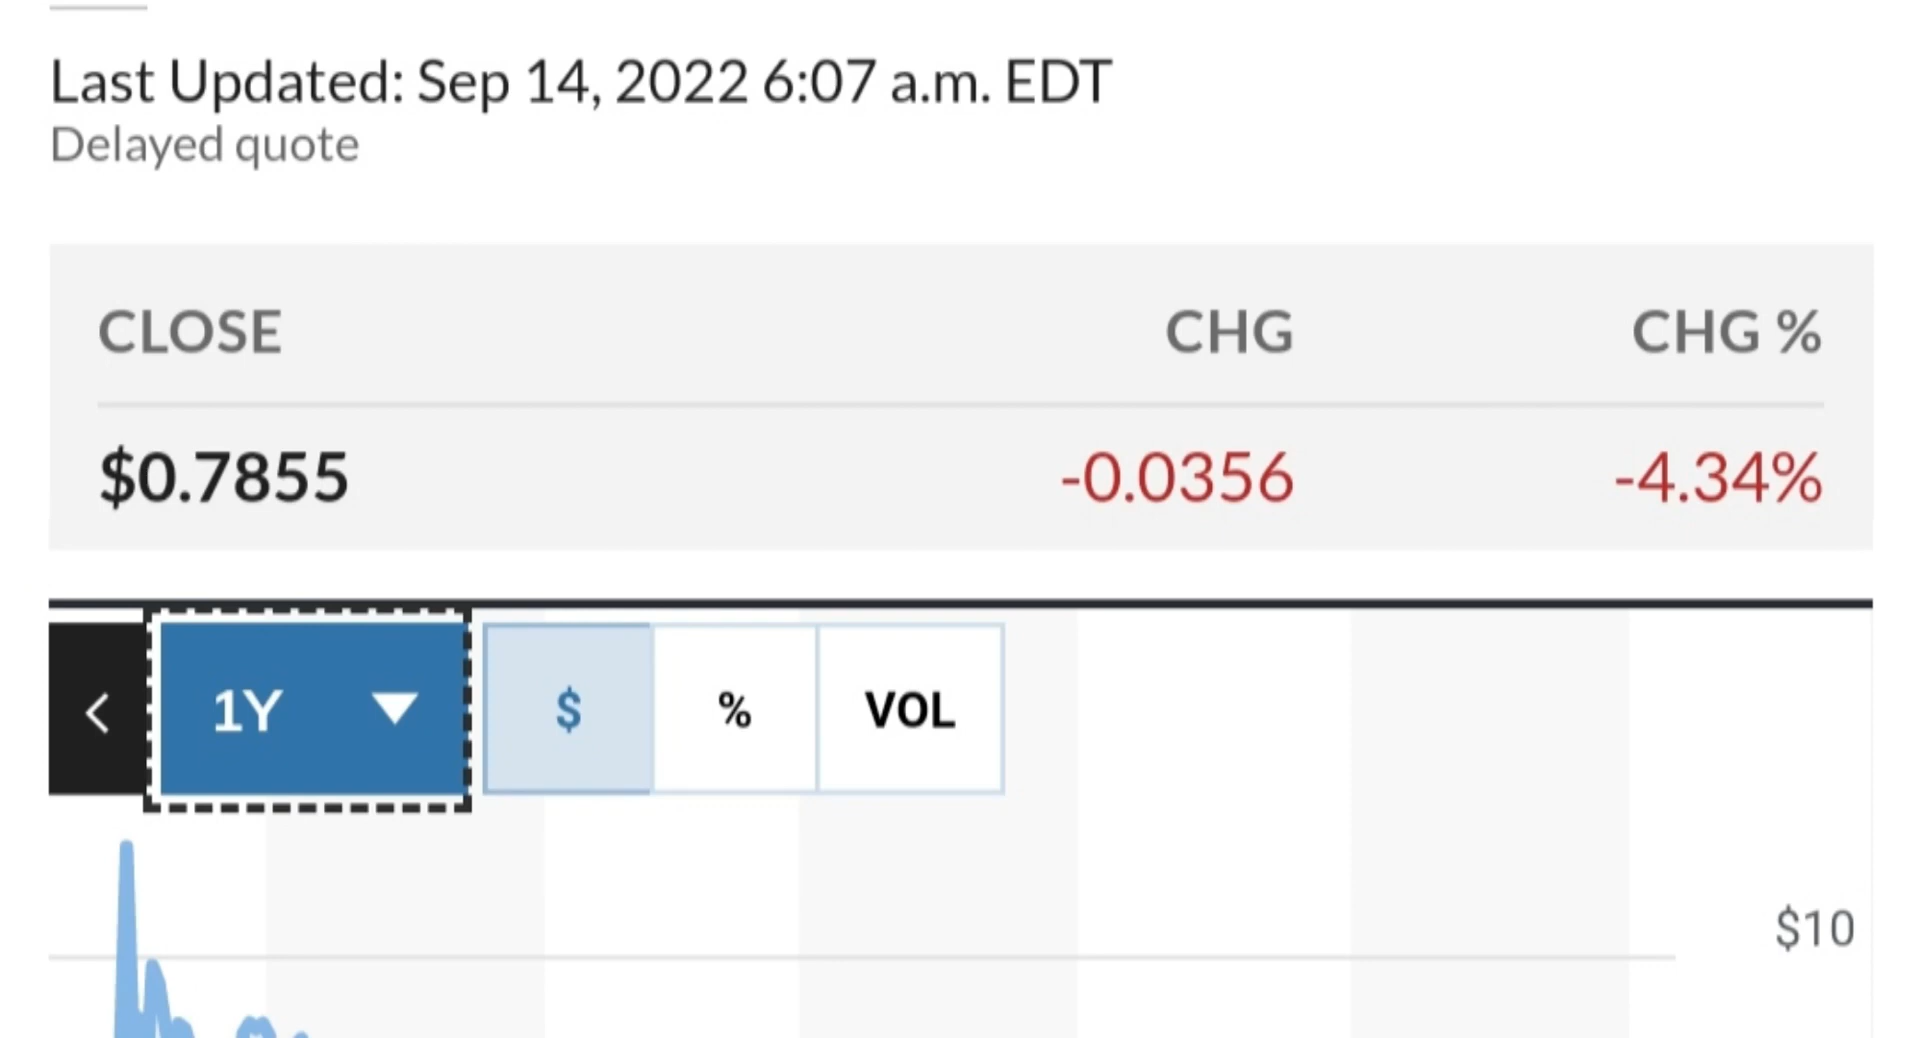 Last Updated: Sep 14, 2022 6:07 a.m. EDT
Delayed quote
CLOSE CHG CHG %
$0.7855 -0.0356 -4.34%
1Y $ % VOL
$10